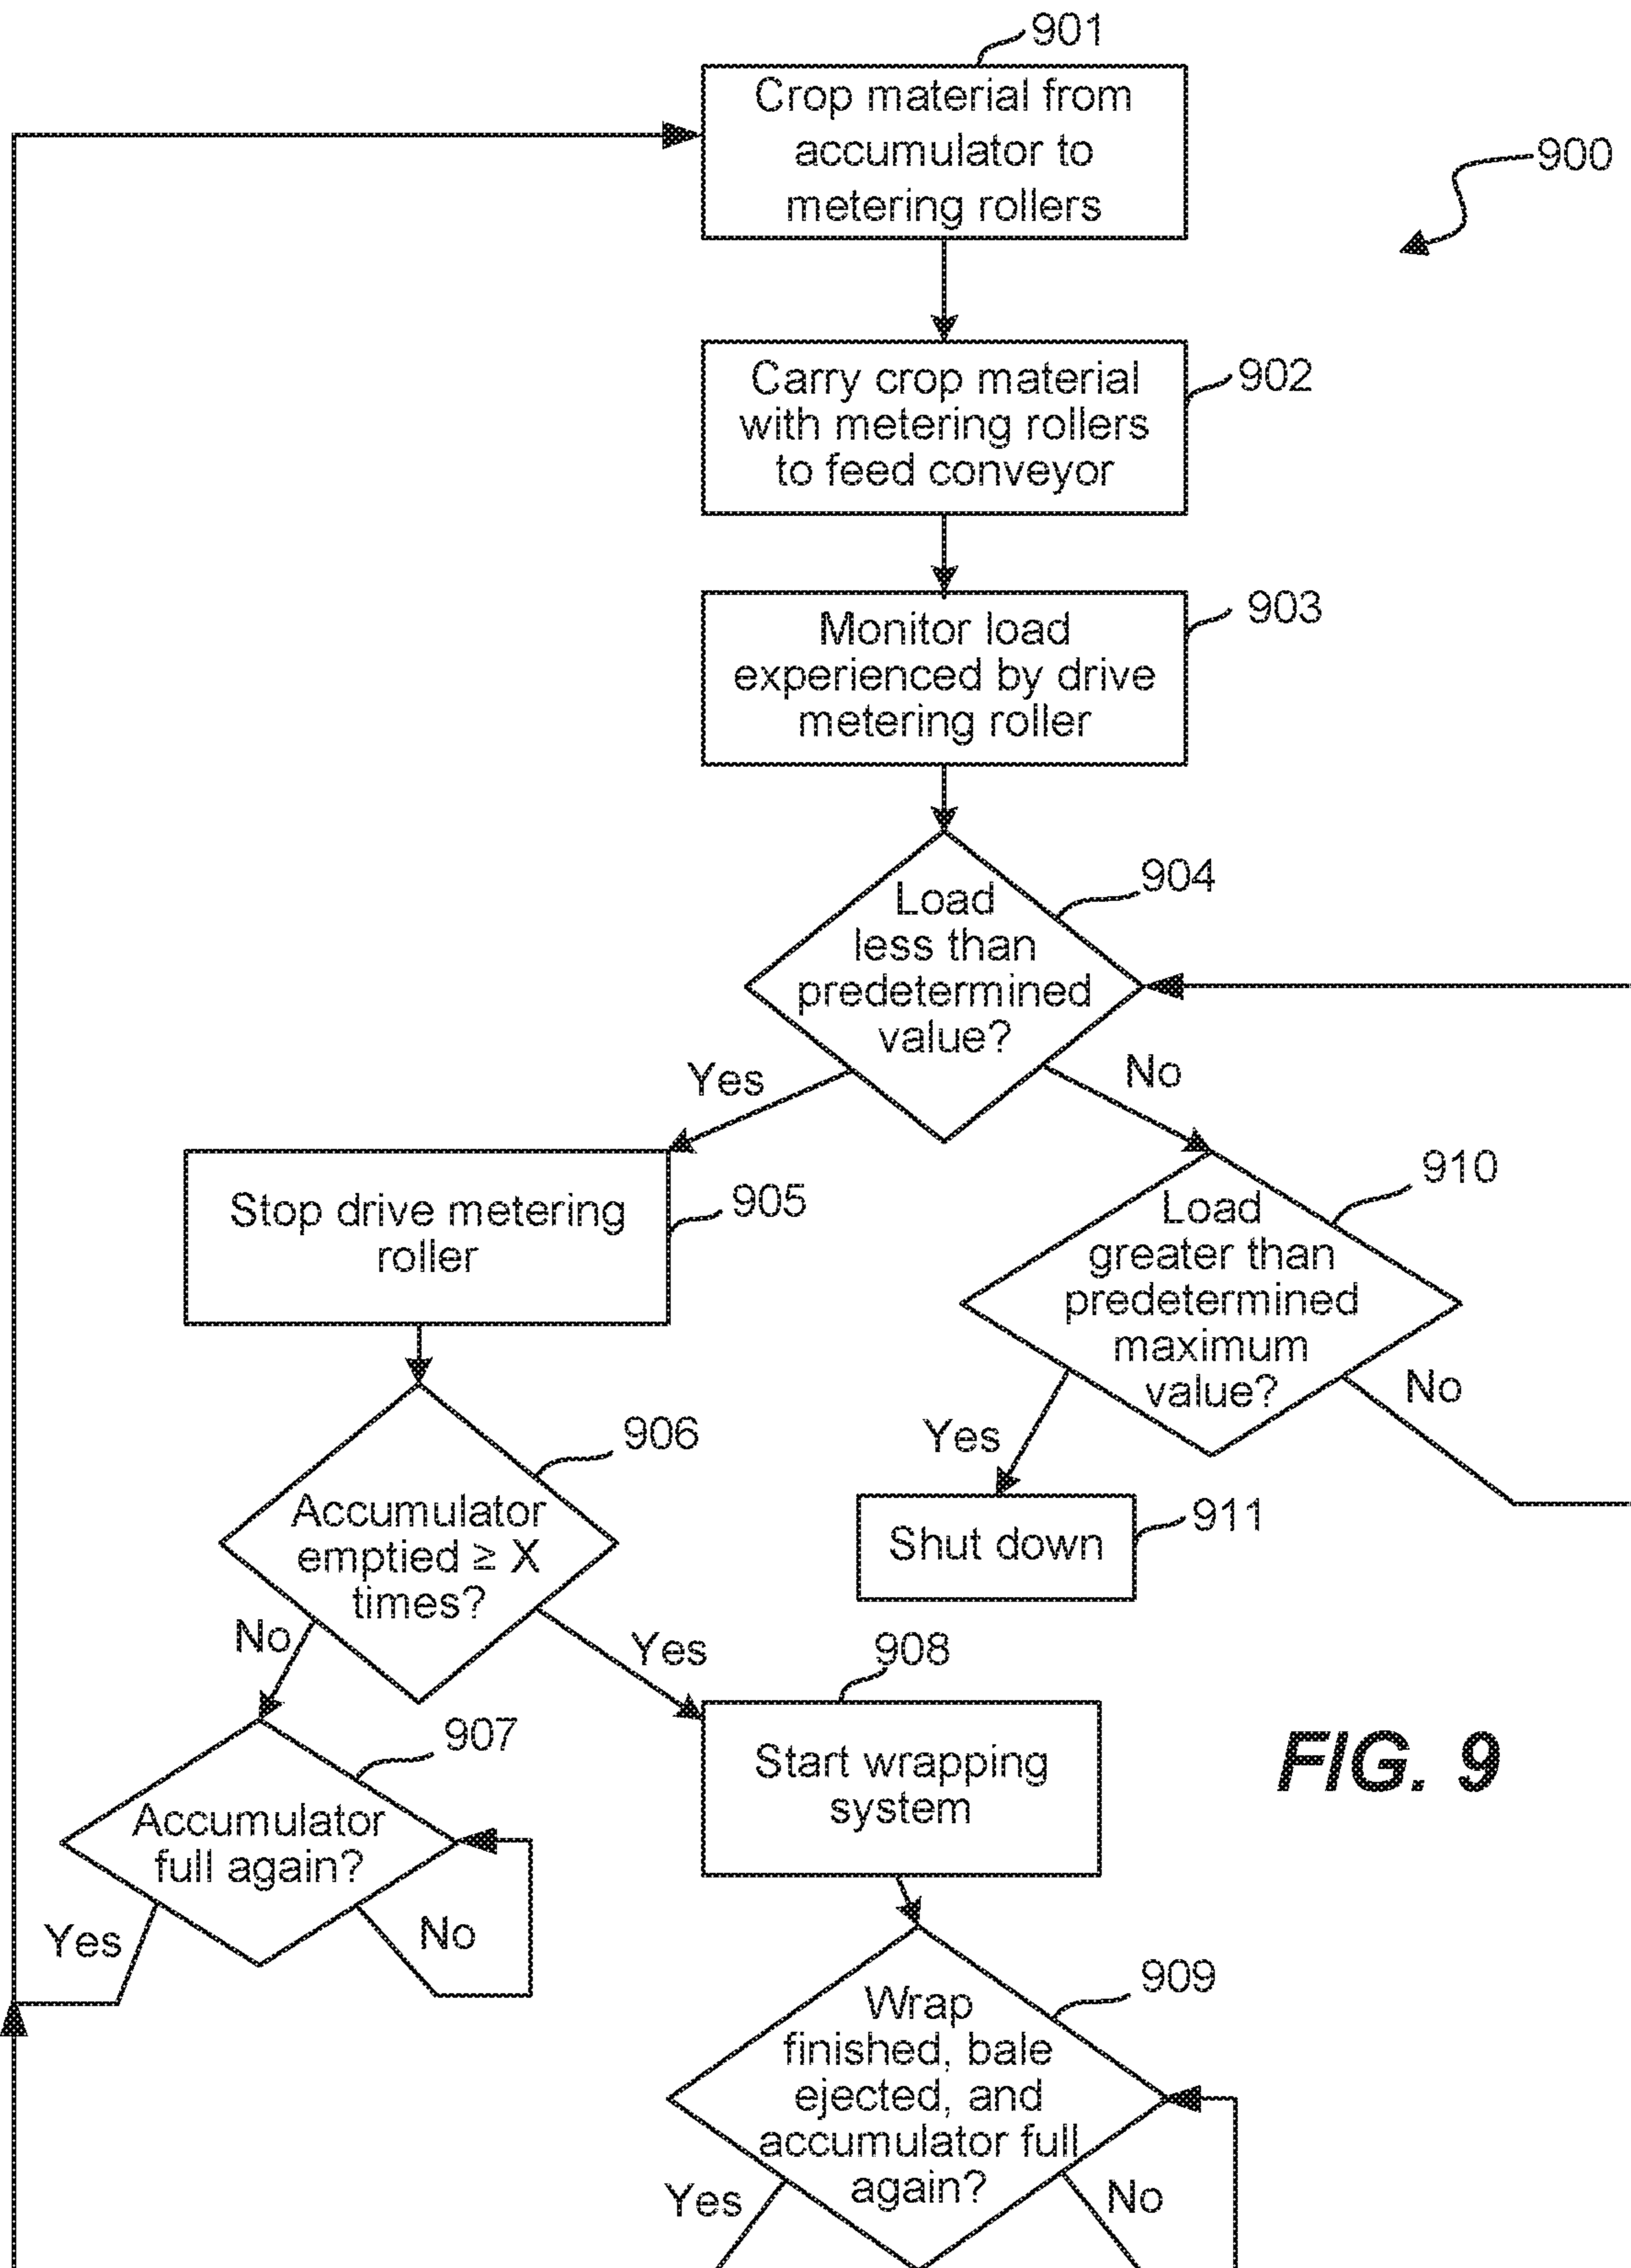 901
Crop material from
accumulator to
metering rollers
900
Carry crop material
with metering rollers
to feed conveyor
902
Monitor load
experienced by drive
metering roller
903
904
Load
less than
predetermined
value?
Yes
No
Stop drive metering
roller
905
910
Load
greater than
predetermined
maximum
value?
Yes
No
906
Accumulator
emptied ≥ X
times?
No
Yes
Shut down
911
908
Start wrapping
system
907
Accumulator
full again?
Yes
No
FIG. 9
909
Wrap
finished, bale
ejected, and
accumulator full
again?
Yes
No